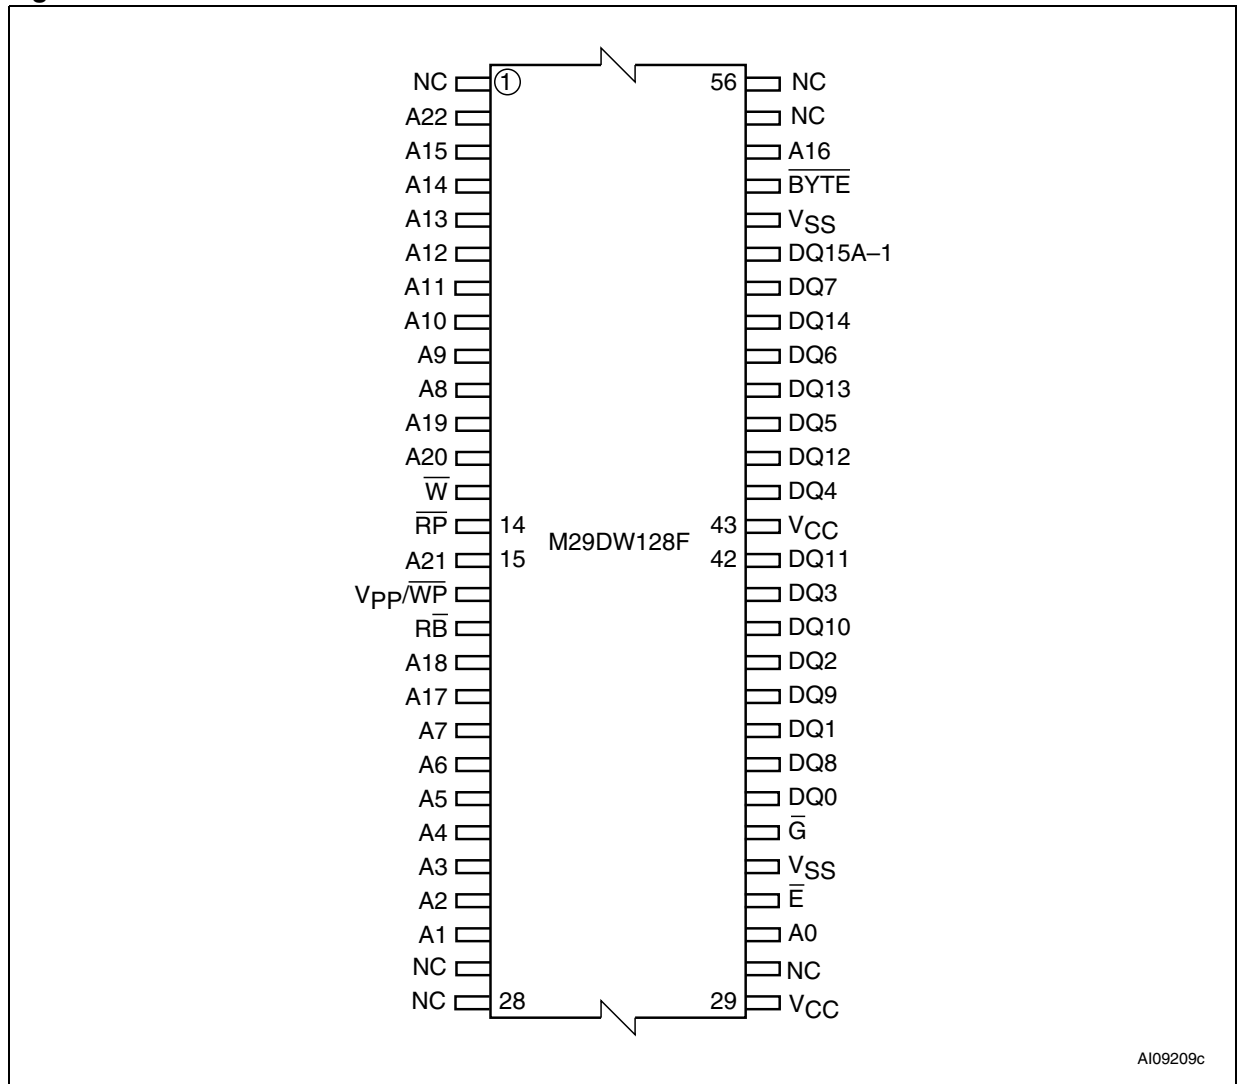 NC 1 56 NC
A22 NC
A15 A16
A14 B̅Y̅T̅E̅
A13 VSS
A12 DQ15A–1
A11 DQ7
A10 DQ14
A9 DQ6
A8 DQ13
A19 DQ5
A20 DQ12
W̅ DQ4
R̅P̅ 14 43 VCC
M29DW128F
A21 15 42 DQ11
VPP/W̅P̅ DQ3
RB̅ DQ10
A18 DQ2
A17 DQ9
A7 DQ1
A6 DQ8
A5 DQ0
A4 G̅
A3 VSS
A2 E̅
A1 A0
NC NC
NC 28 29 VCC
AI09209c